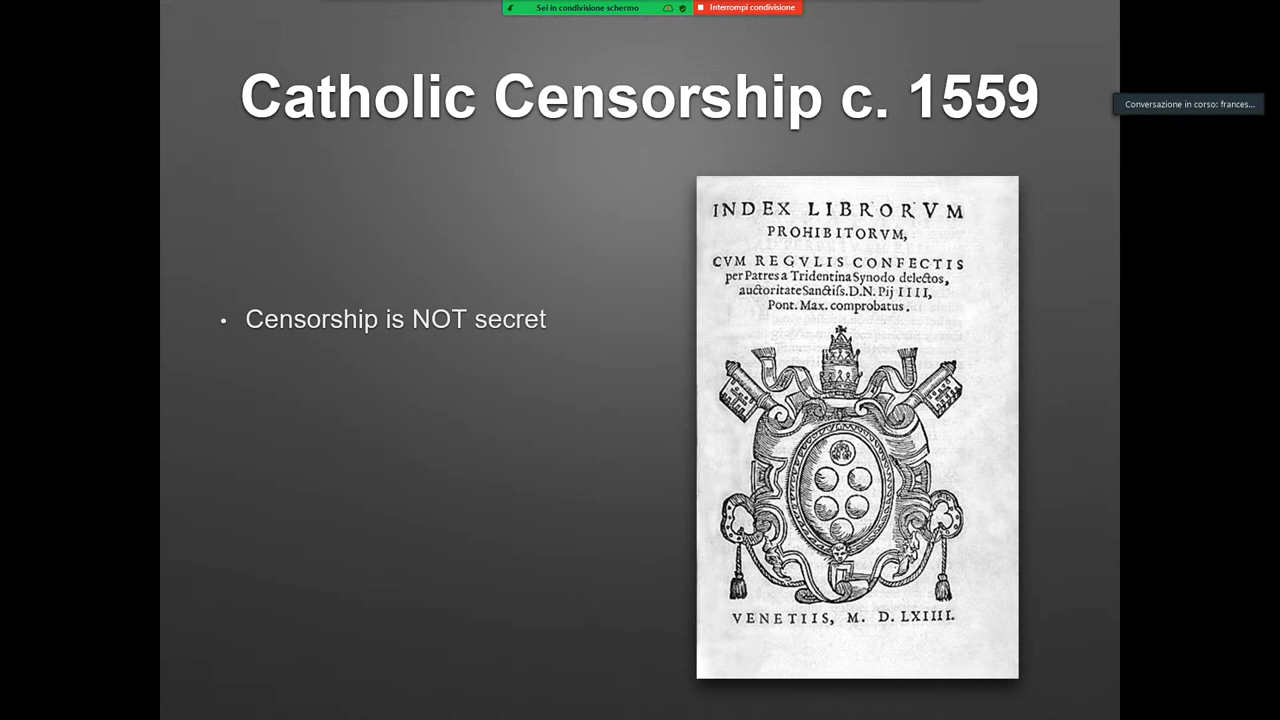 Sei in condivisione schermo
Interrompi condivisione
Catholic Censorship c. 1559
Conversazione in corso: frances...
• Censorship is NOT secret
INDEX LIBRORVM
PROHIBITORVM,
CVM REGVLIS CONFECTIS
per Patres a Tridentina Synodo delectos,
auctoritate Sanctiſs. D. N. Pij IIII,
Pont. Max. comprobatus.
VENETIIS, M. D. LXIIII.